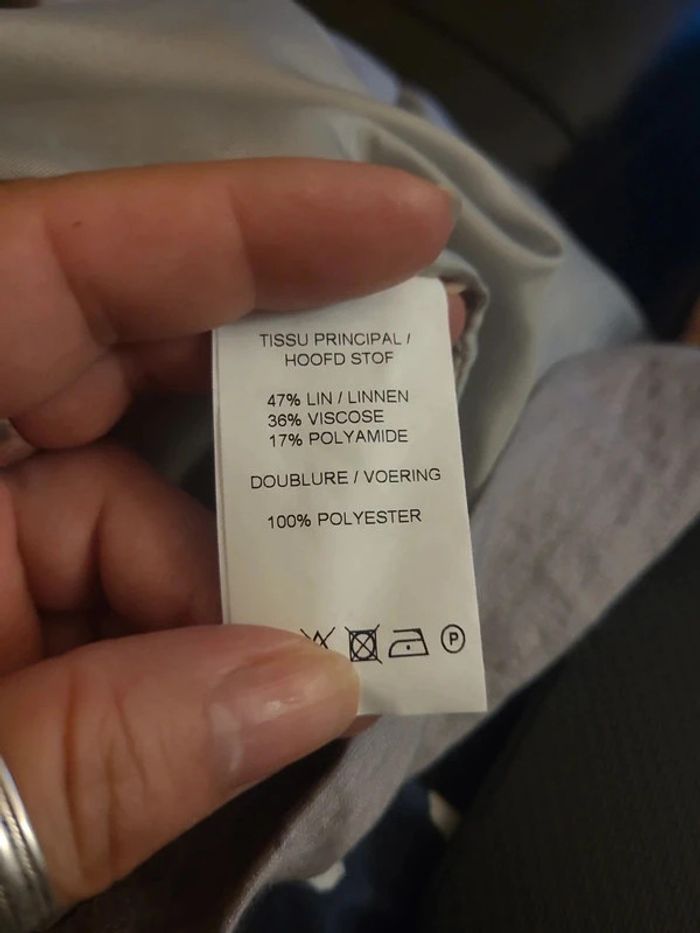 TISSU PRINCIPAL /
HOOFD STOF
47% LIN / LINNEN
36% VISCOSE
17% POLYAMIDE
DOUBLURE / VOERING
100% POLYESTER
P